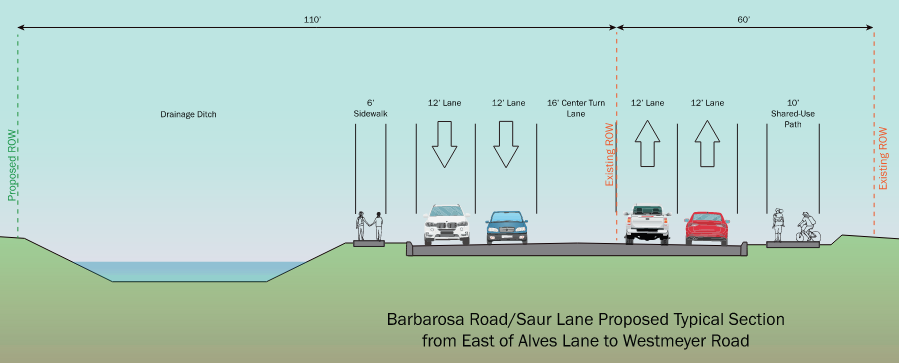 110'
60'
Proposed ROW
Drainage Ditch
6'
Sidewalk
12' Lane
12' Lane
16' Center Turn
Lane
Existing ROW
12' Lane
12' Lane
10'
Shared-Use
Path
Existing ROW
Barbarosa Road/Saur Lane Proposed Typical Section
from East of Alves Lane to Westmeyer Road